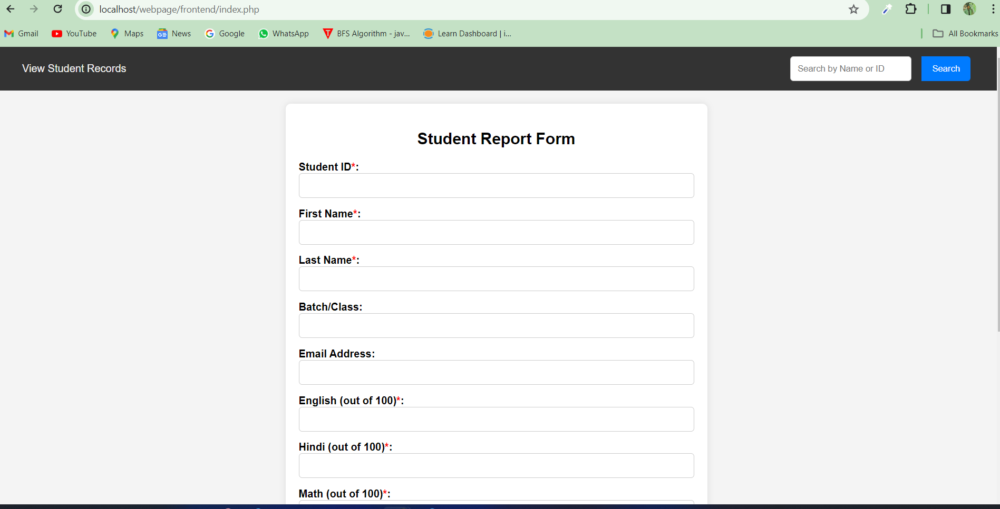 localhost/webpage/frontend/index.php
Gmail YouTube Maps News Google WhatsApp BFS Algorithm - jav... Learn Dashboard | i... All Bookmarks
View Student Records Search by Name or ID Search
Student Report Form
Student ID*:
First Name*:
Last Name*:
Batch/Class:
Email Address:
English (out of 100)*:
Hindi (out of 100)*:
Math (out of 100)*: